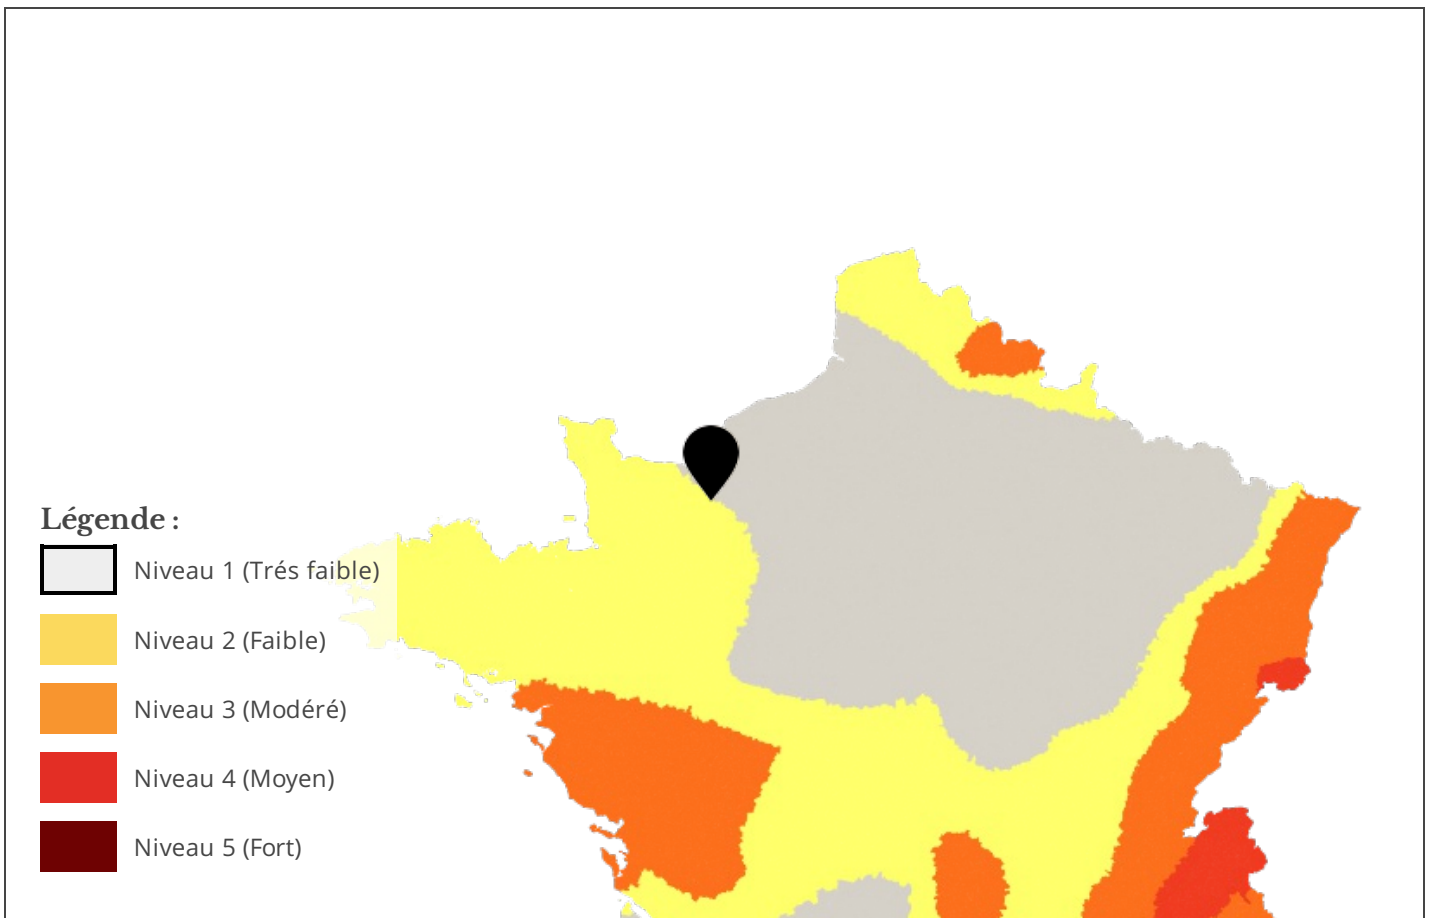 Légende :
Niveau 1 (Trés faible)
Niveau 2 (Faible)
Niveau 3 (Modéré)
Niveau 4 (Moyen)
Niveau 5 (Fort)